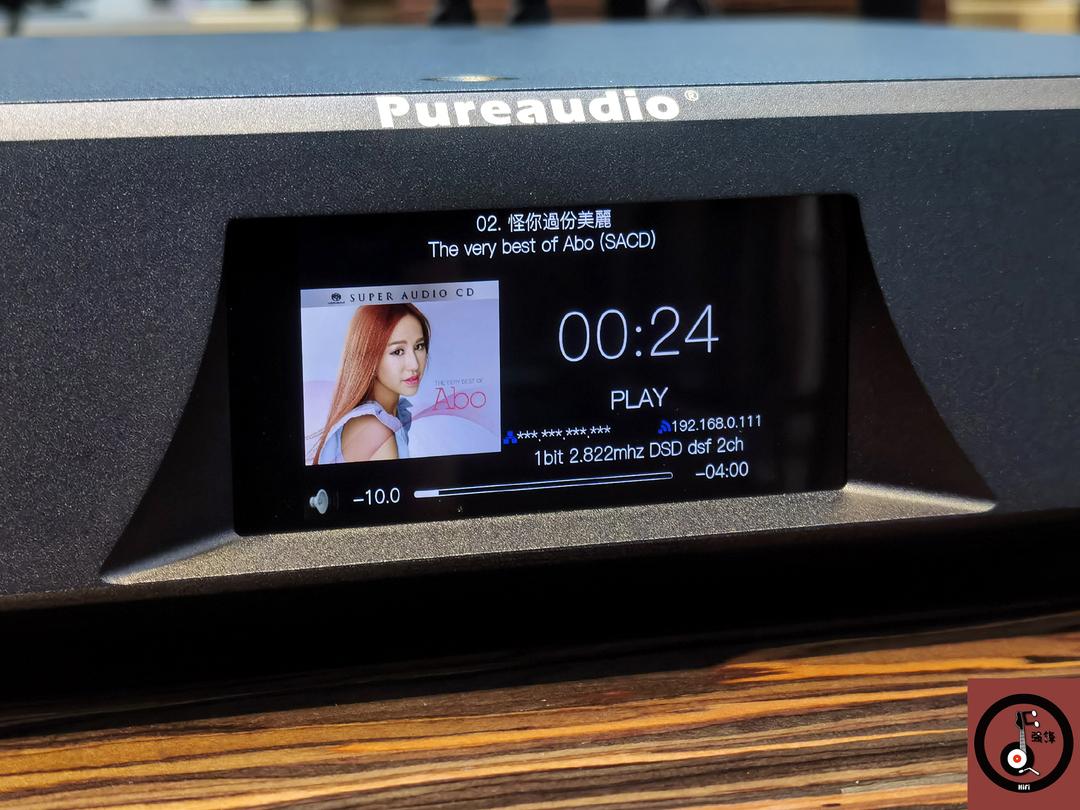 Pureaudio®
02. 怪你過份美麗
The very best of Abo (SACD)
SUPER AUDIO CD
THE VERY BEST OF
Abo
00:24
PLAY
***.***.***.***
192.168.0.111
1bit 2.822mhz DSD dsf 2ch
-10.0
-04:00
强锋
HiFi